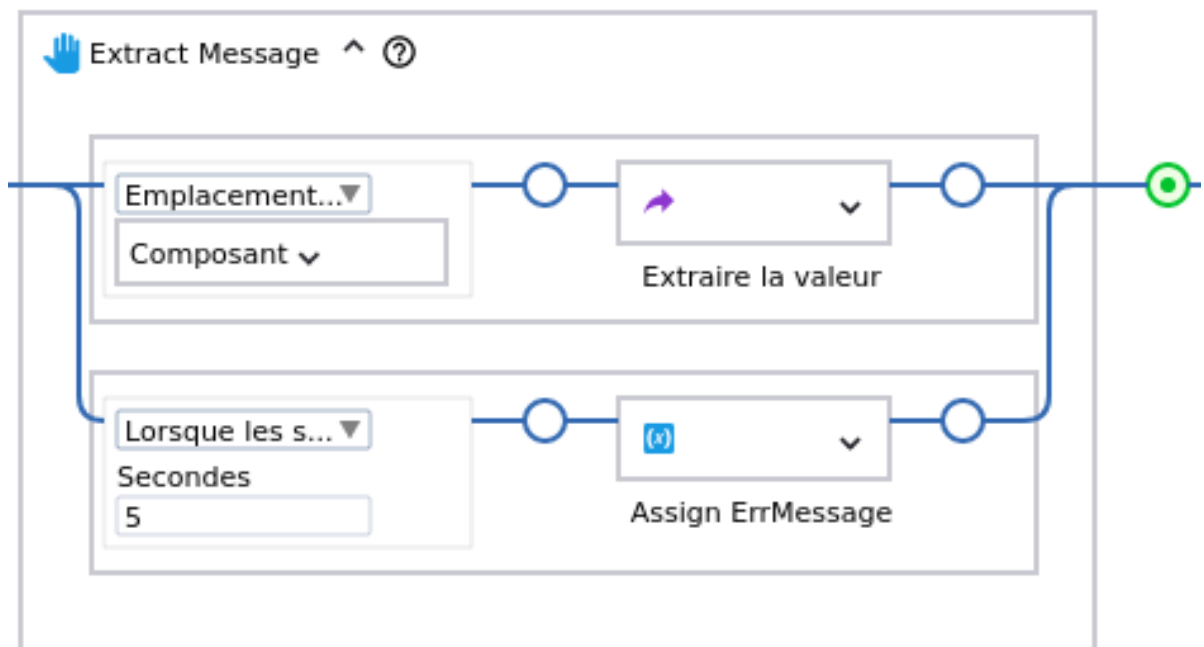 Extract Message
Emplacement...
Composant
Extraire la valeur
Lorsque les s...
Secondes
5
(x)
Assign ErrMessage